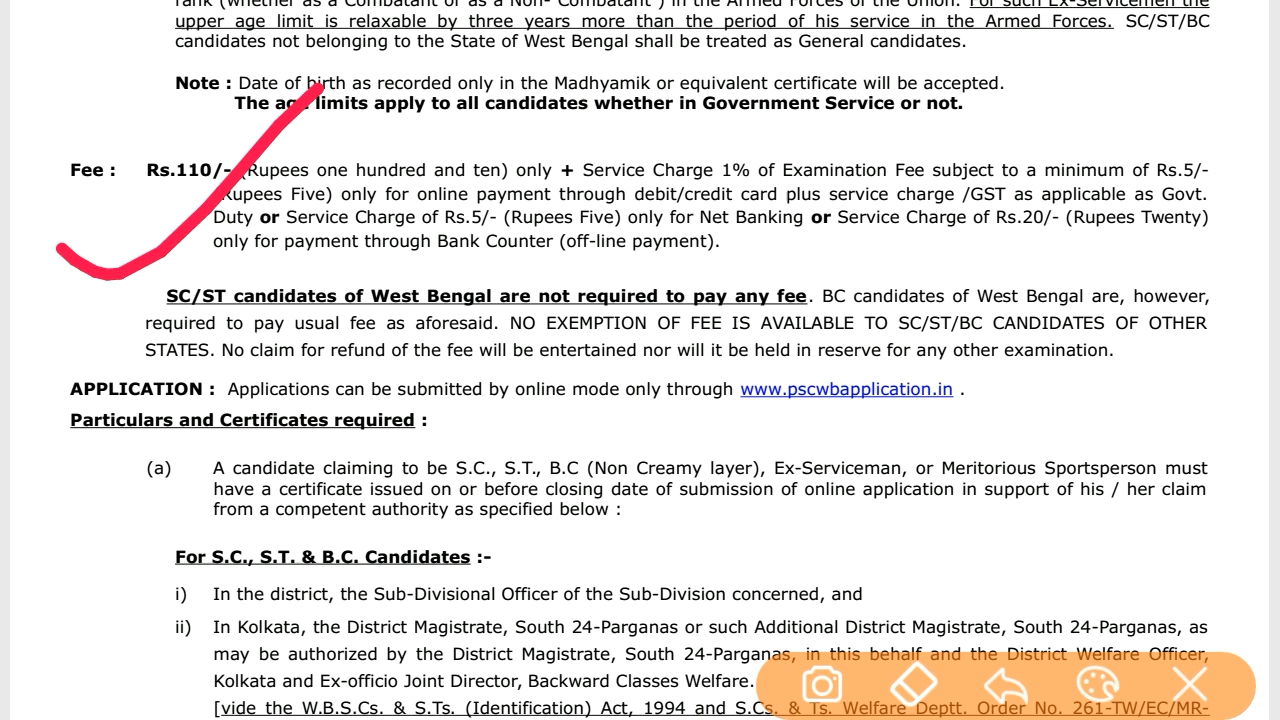 rank (whether as a Combatant or as a Non- Combatant ) in the Armed Forces of the Union. For such Ex-Servicemen the
upper age limit is relaxable by three years more than the period of his service in the Armed Forces. SC/ST/BC
candidates not belonging to the State of West Bengal shall be treated as General candidates.
Note : Date of birth as recorded only in the Madhyamik or equivalent certificate will be accepted.
The age limits apply to all candidates whether in Government Service or not.
Fee : Rs.110/- (Rupees one hundred and ten) only + Service Charge 1% of Examination Fee subject to a minimum of Rs.5/-
(Rupees Five) only for online payment through debit/credit card plus service charge /GST as applicable as Govt.
Duty or Service Charge of Rs.5/- (Rupees Five) only for Net Banking or Service Charge of Rs.20/- (Rupees Twenty)
only for payment through Bank Counter (off-line payment).
SC/ST candidates of West Bengal are not required to pay any fee. BC candidates of West Bengal are, however,
required to pay usual fee as aforesaid. NO EXEMPTION OF FEE IS AVAILABLE TO SC/ST/BC CANDIDATES OF OTHER
STATES. No claim for refund of the fee will be entertained nor will it be held in reserve for any other examination.
APPLICATION : Applications can be submitted by online mode only through www.pscwbapplication.in .
Particulars and Certificates required :
(a) A candidate claiming to be S.C., S.T., B.C (Non Creamy layer), Ex-Serviceman, or Meritorious Sportsperson must
have a certificate issued on or before closing date of submission of online application in support of his / her claim
from a competent authority as specified below :
For S.C., S.T. & B.C. Candidates :-
i) In the district, the Sub-Divisional Officer of the Sub-Division concerned, and
ii) In Kolkata, the District Magistrate, South 24-Parganas or such Additional District Magistrate, South 24-Parganas, as
may be authorized by the District Magistrate, South 24-Parganas, in this behalf and the District Welfare Officer,
Kolkata and Ex-officio Joint Director, Backward Classes Welfare.
[vide the W.B.S.Cs. & S.Ts. (Identification) Act, 1994 and S.Cs. & Ts. Welfare Deptt. Order No. 261-TW/EC/MR-